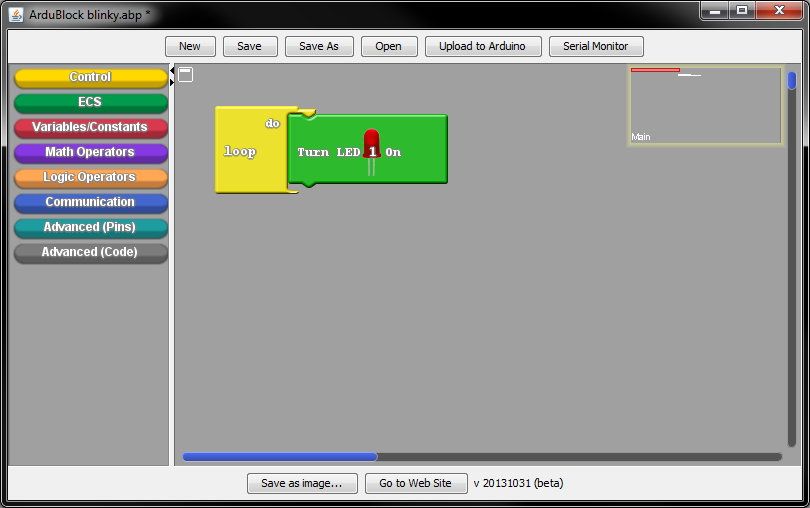 ArduBlock blinky.abp *
New Save Save As Open Upload to Arduino Serial Monitor
Control
ECS
Variables/Constants
Math Operators
Logic Operators
Communication
Advanced (Pins)
Advanced (Code)
do
loop
Turn LED 1 On
Main
Save as image... Go to Web Site v 20131031 (beta)